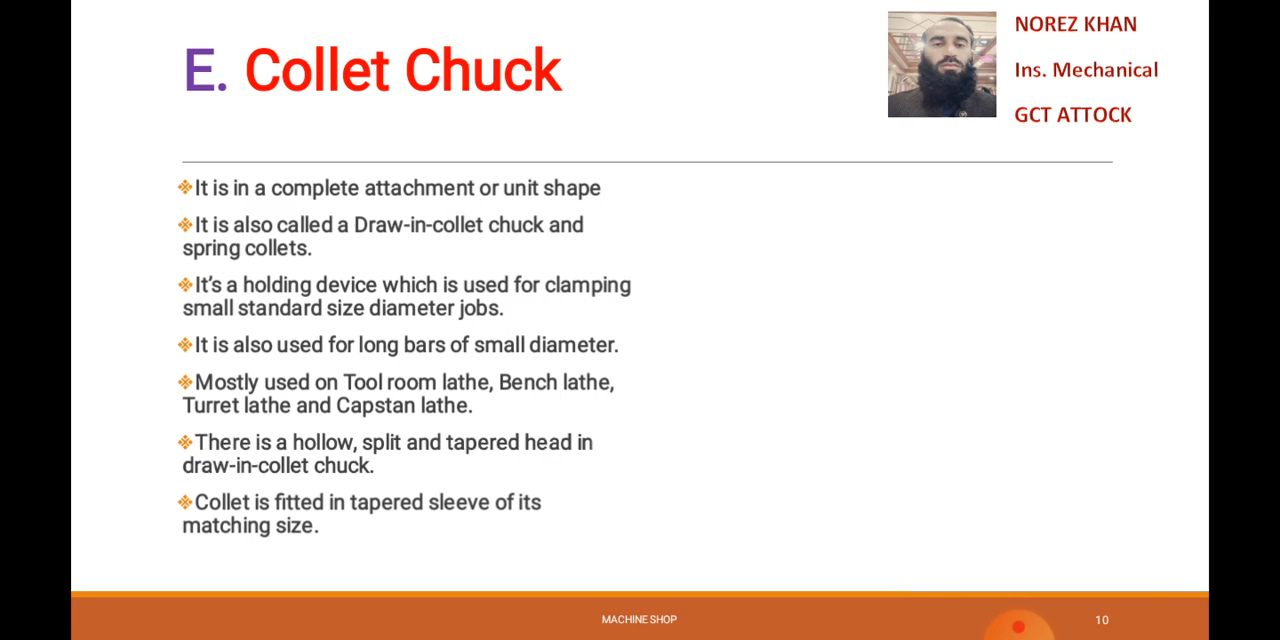 E. Collet Chuck
NOREZ KHAN
Ins. Mechanical
GCT ATTOCK
It is in a complete attachment or unit shape
It is also called a Draw-in-collet chuck and
spring collets.
It's a holding device which is used for clamping
small standard size diameter jobs.
It is also used for long bars of small diameter.
Mostly used on Tool room lathe, Bench lathe,
Turret lathe and Capstan lathe.
There is a hollow, split and tapered head in
draw-in-collet chuck.
Collet is fitted in tapered sleeve of its
matching size.
MACHINE SHOP
10